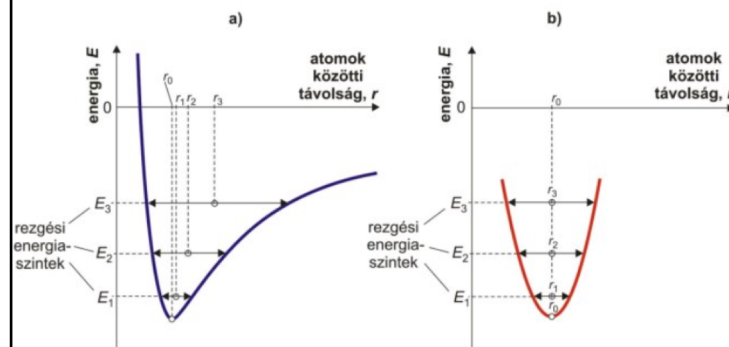 a)
energia, E
0
r0
r1
r2
r3
atomok
közötti
távolság, r
rezgési
energia-
szintek
E3
E2
E1
b)
energia, E
0
r0
atomok
közötti
távolság,
rezgési
energia-
szintek
E3
E2
E1
r3
r2
r1
r0